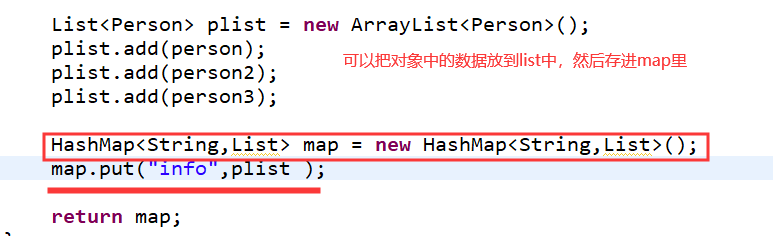 List<Person> plist = new ArrayList<Person>();
plist.add(person);
plist.add(person2);
可以把对象中的数据放到list中，然后存进map里
plist.add(person3);
HashMap<String,List> map = new HashMap<String,List>();
map.put("info",plist );
return map;
}